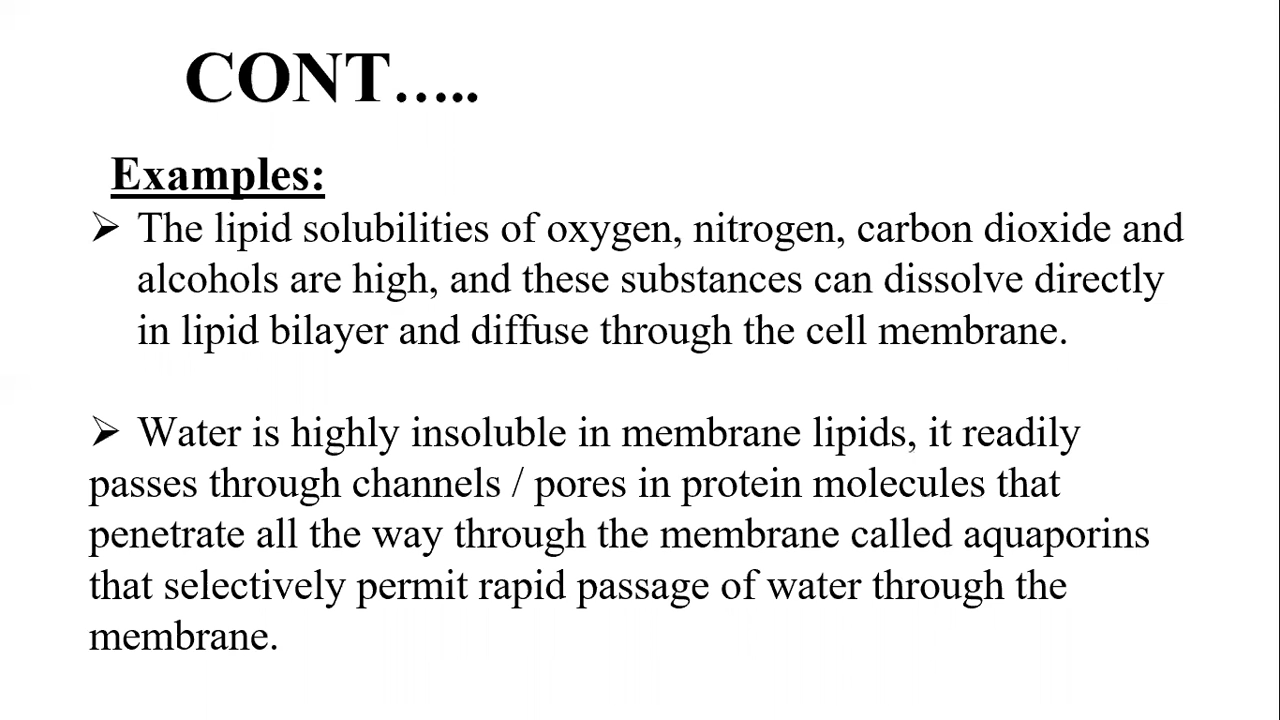 CONT…..
Examples:
➢ The lipid solubilities of oxygen, nitrogen, carbon dioxide and
alcohols are high, and these substances can dissolve directly
in lipid bilayer and diffuse through the cell membrane.
➢ Water is highly insoluble in membrane lipids, it readily
passes through channels / pores in protein molecules that
penetrate all the way through the membrane called aquaporins
that selectively permit rapid passage of water through the
membrane.